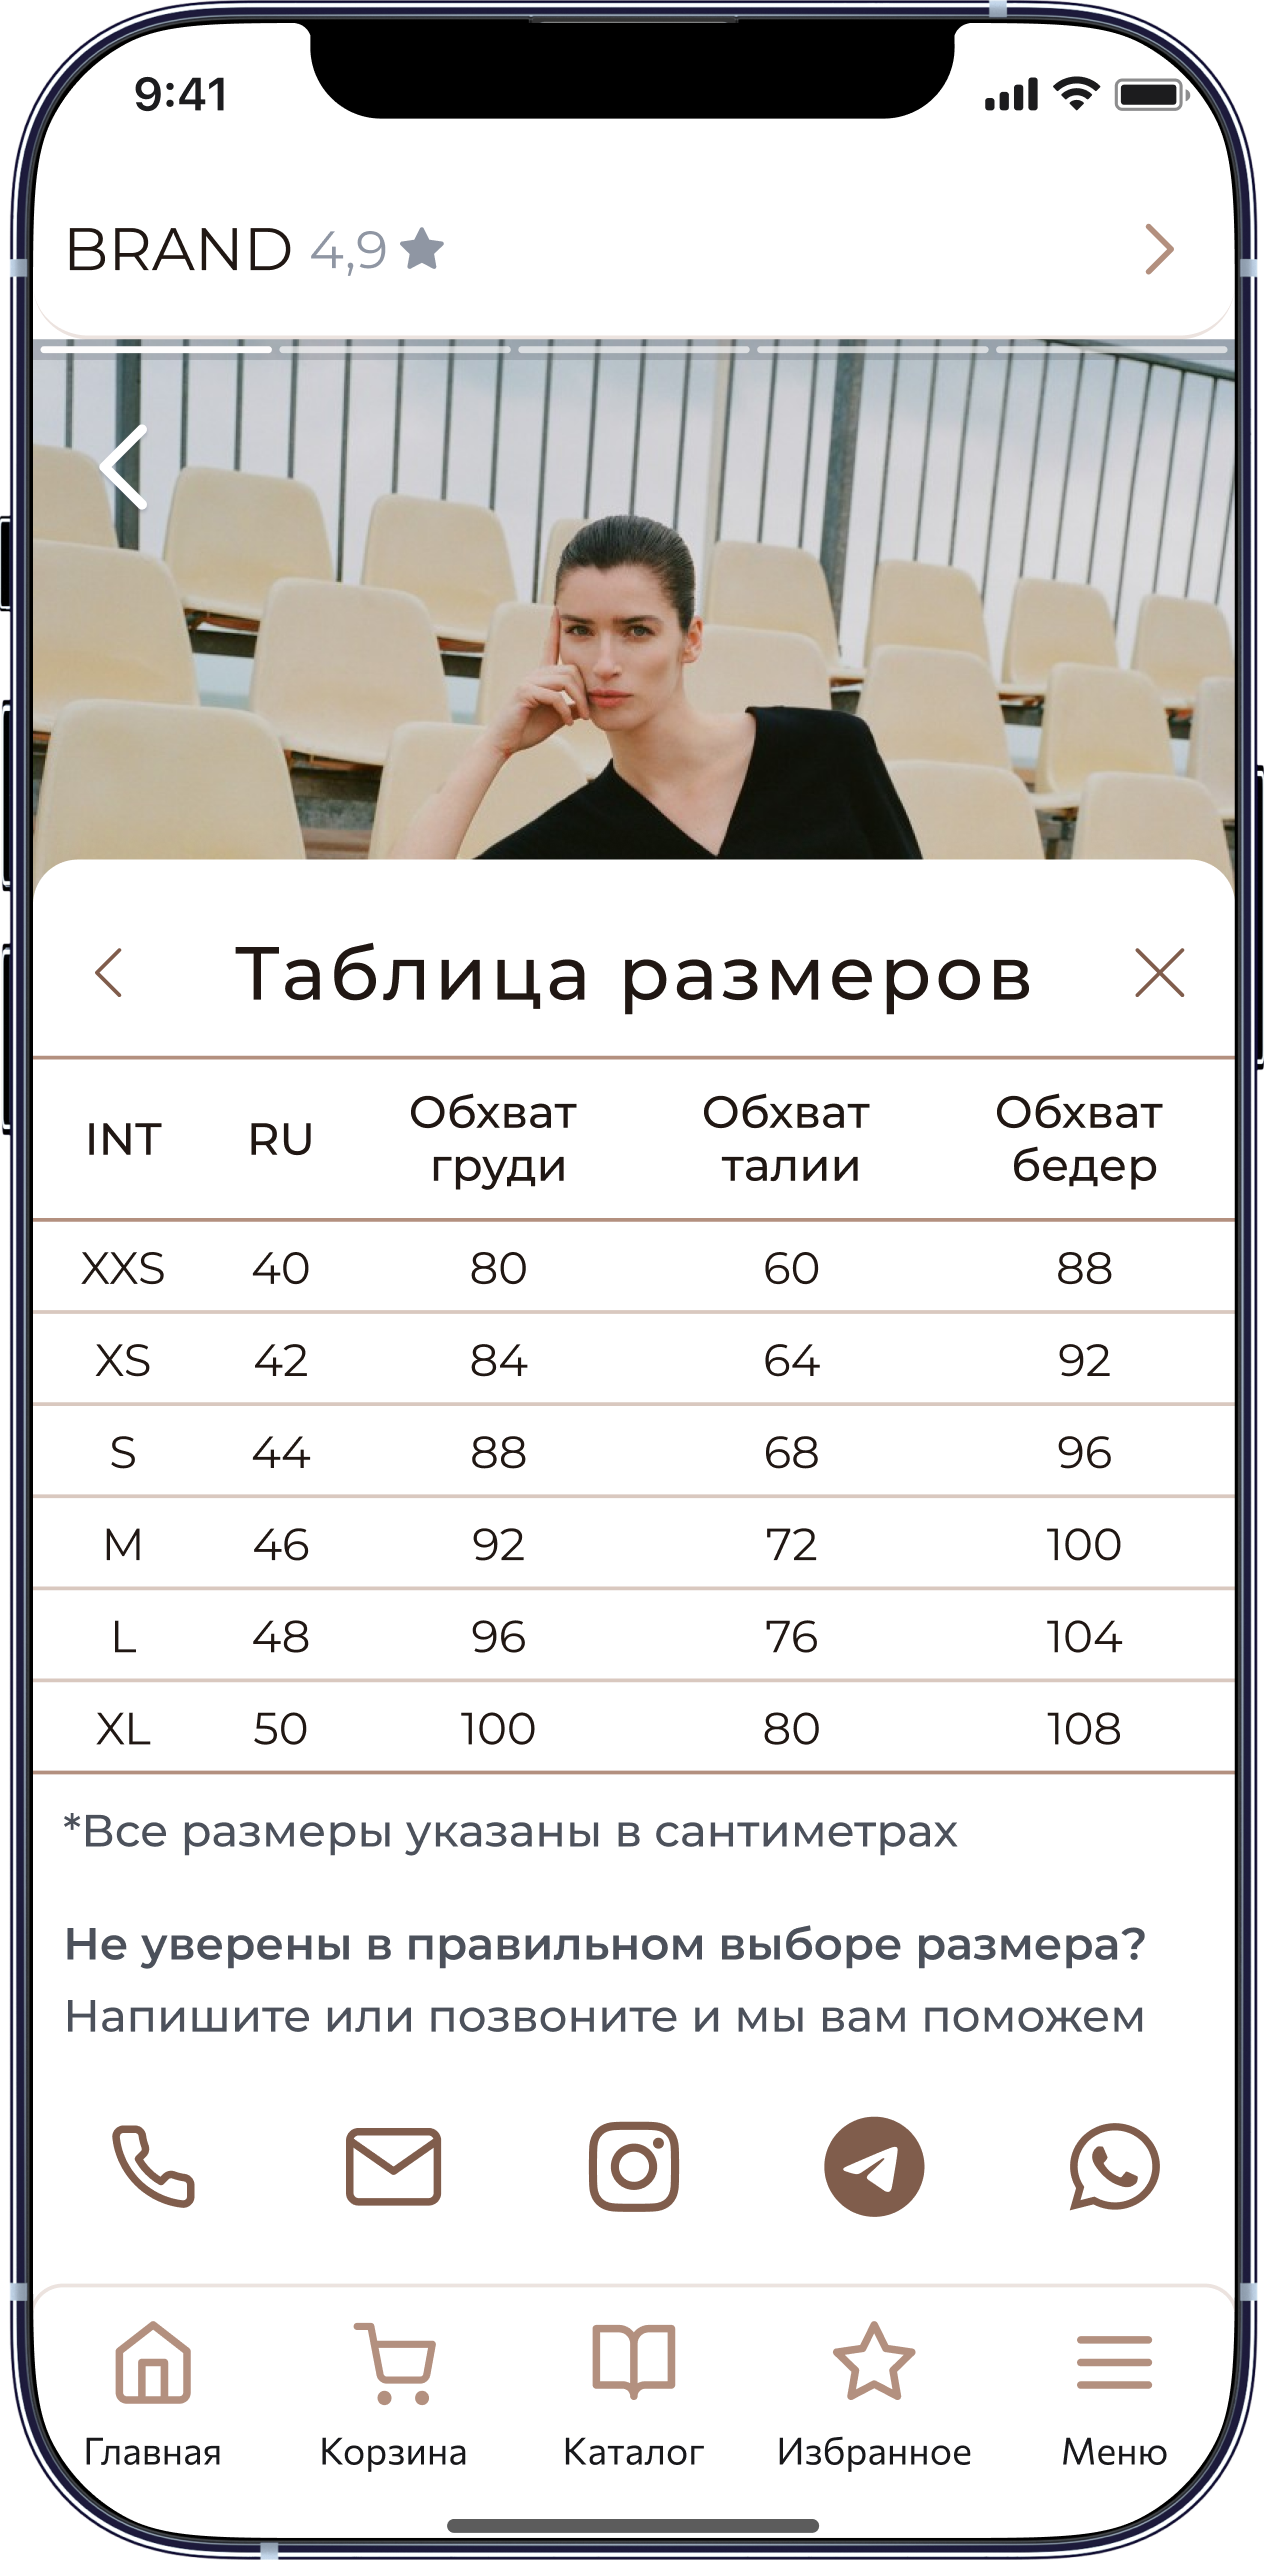 9:41
BRAND 4,9
Таблица размеров
INT RU Обхват груди Обхват талии Обхват бедер
XXS 40 80 60 88
XS 42 84 64 92
S 44 88 68 96
M 46 92 72 100
L 48 96 76 104
XL 50 100 80 108
*Все размеры указаны в сантиметрах
Не уверены в правильном выборе размера?
Напишите или позвоните и мы вам поможем
Главная Корзина Каталог Избранное Меню